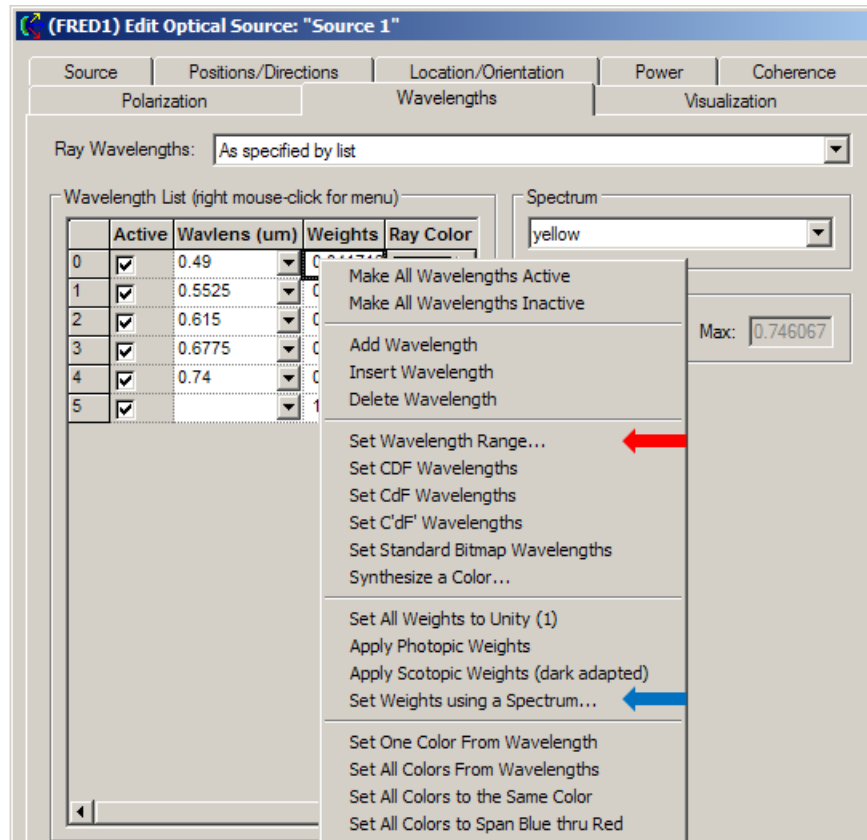 (FRED1) Edit Optical Source: "Source 1"
Source Positions/Directions Location/Orientation Power Coherence
Polarization Wavelengths Visualization
Ray Wavelengths: As specified by list
Wavelength List (right mouse-click for menu)
Spectrum
Active Wavlens (um) Weights Ray Color
yellow
0 0.49
1 0.5525 0
2 0.615 0
3 0.6775 0
4 0.74 0
5 1
Max: 0.746067
Make All Wavelengths Active
Make All Wavelengths Inactive
Add Wavelength
Insert Wavelength
Delete Wavelength
Set Wavelength Range...
Set CDF Wavelengths
Set CdF Wavelengths
Set C'dF' Wavelengths
Set Standard Bitmap Wavelengths
Synthesize a Color...
Set All Weights to Unity (1)
Apply Photopic Weights
Apply Scotopic Weights (dark adapted)
Set Weights using a Spectrum...
Set One Color From Wavelength
Set All Colors From Wavelengths
Set All Colors to the Same Color
Set All Colors to Span Blue thru Red